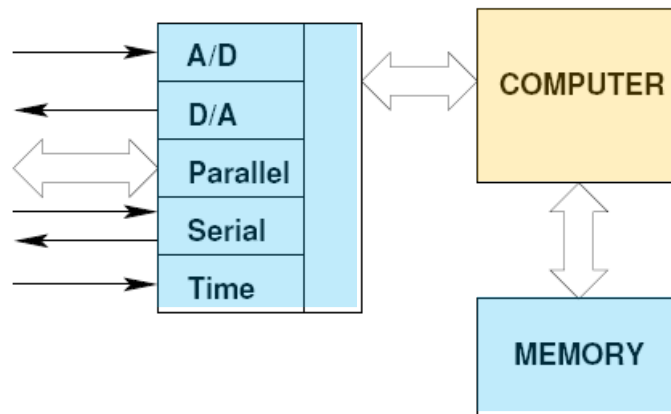 A/D
D/A
Parallel
Serial
Time
COMPUTER
MEMORY